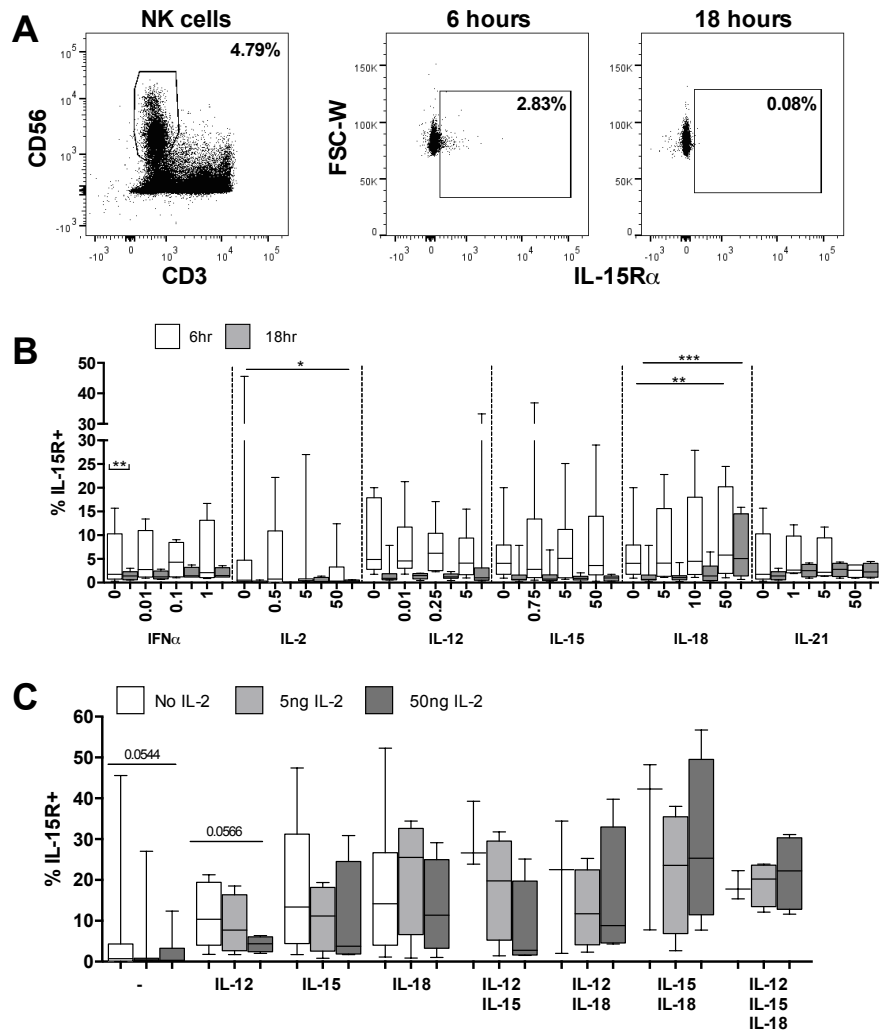 A
NK cells
6 hours
18 hours
4.79%
2.83%
0.08%
CD56
10^5
10^4
10^3
0
-10^3
-10^3 0 10^3 10^4 10^5
CD3
FSC-W
150K
100K
50K
0
-10^3 0 10^3 10^4 10^5
150K
100K
50K
0
-10^3 0 10^3 10^4 10^5
IL-15Rα
B
6hr 18hr
% IL-15R+
50
40
30
30
25
20
15
10
5
0
**
*
***
**
0 0.01 0.1 1 0 0.5 5 50 0 0.01 0.25 5 0 0.75 5 50 0 5 10 50 0 1 5 50
IFNα IL-2 IL-12 IL-15 IL-18 IL-21
C
No IL-2 5ng IL-2 50ng IL-2
% IL-15R+
60
50
40
30
20
10
0
0.0544
0.0566
- IL-12 IL-15 IL-18 IL-12 IL-12 IL-15 IL-12
IL-15 IL-18 IL-18 IL-15
IL-18